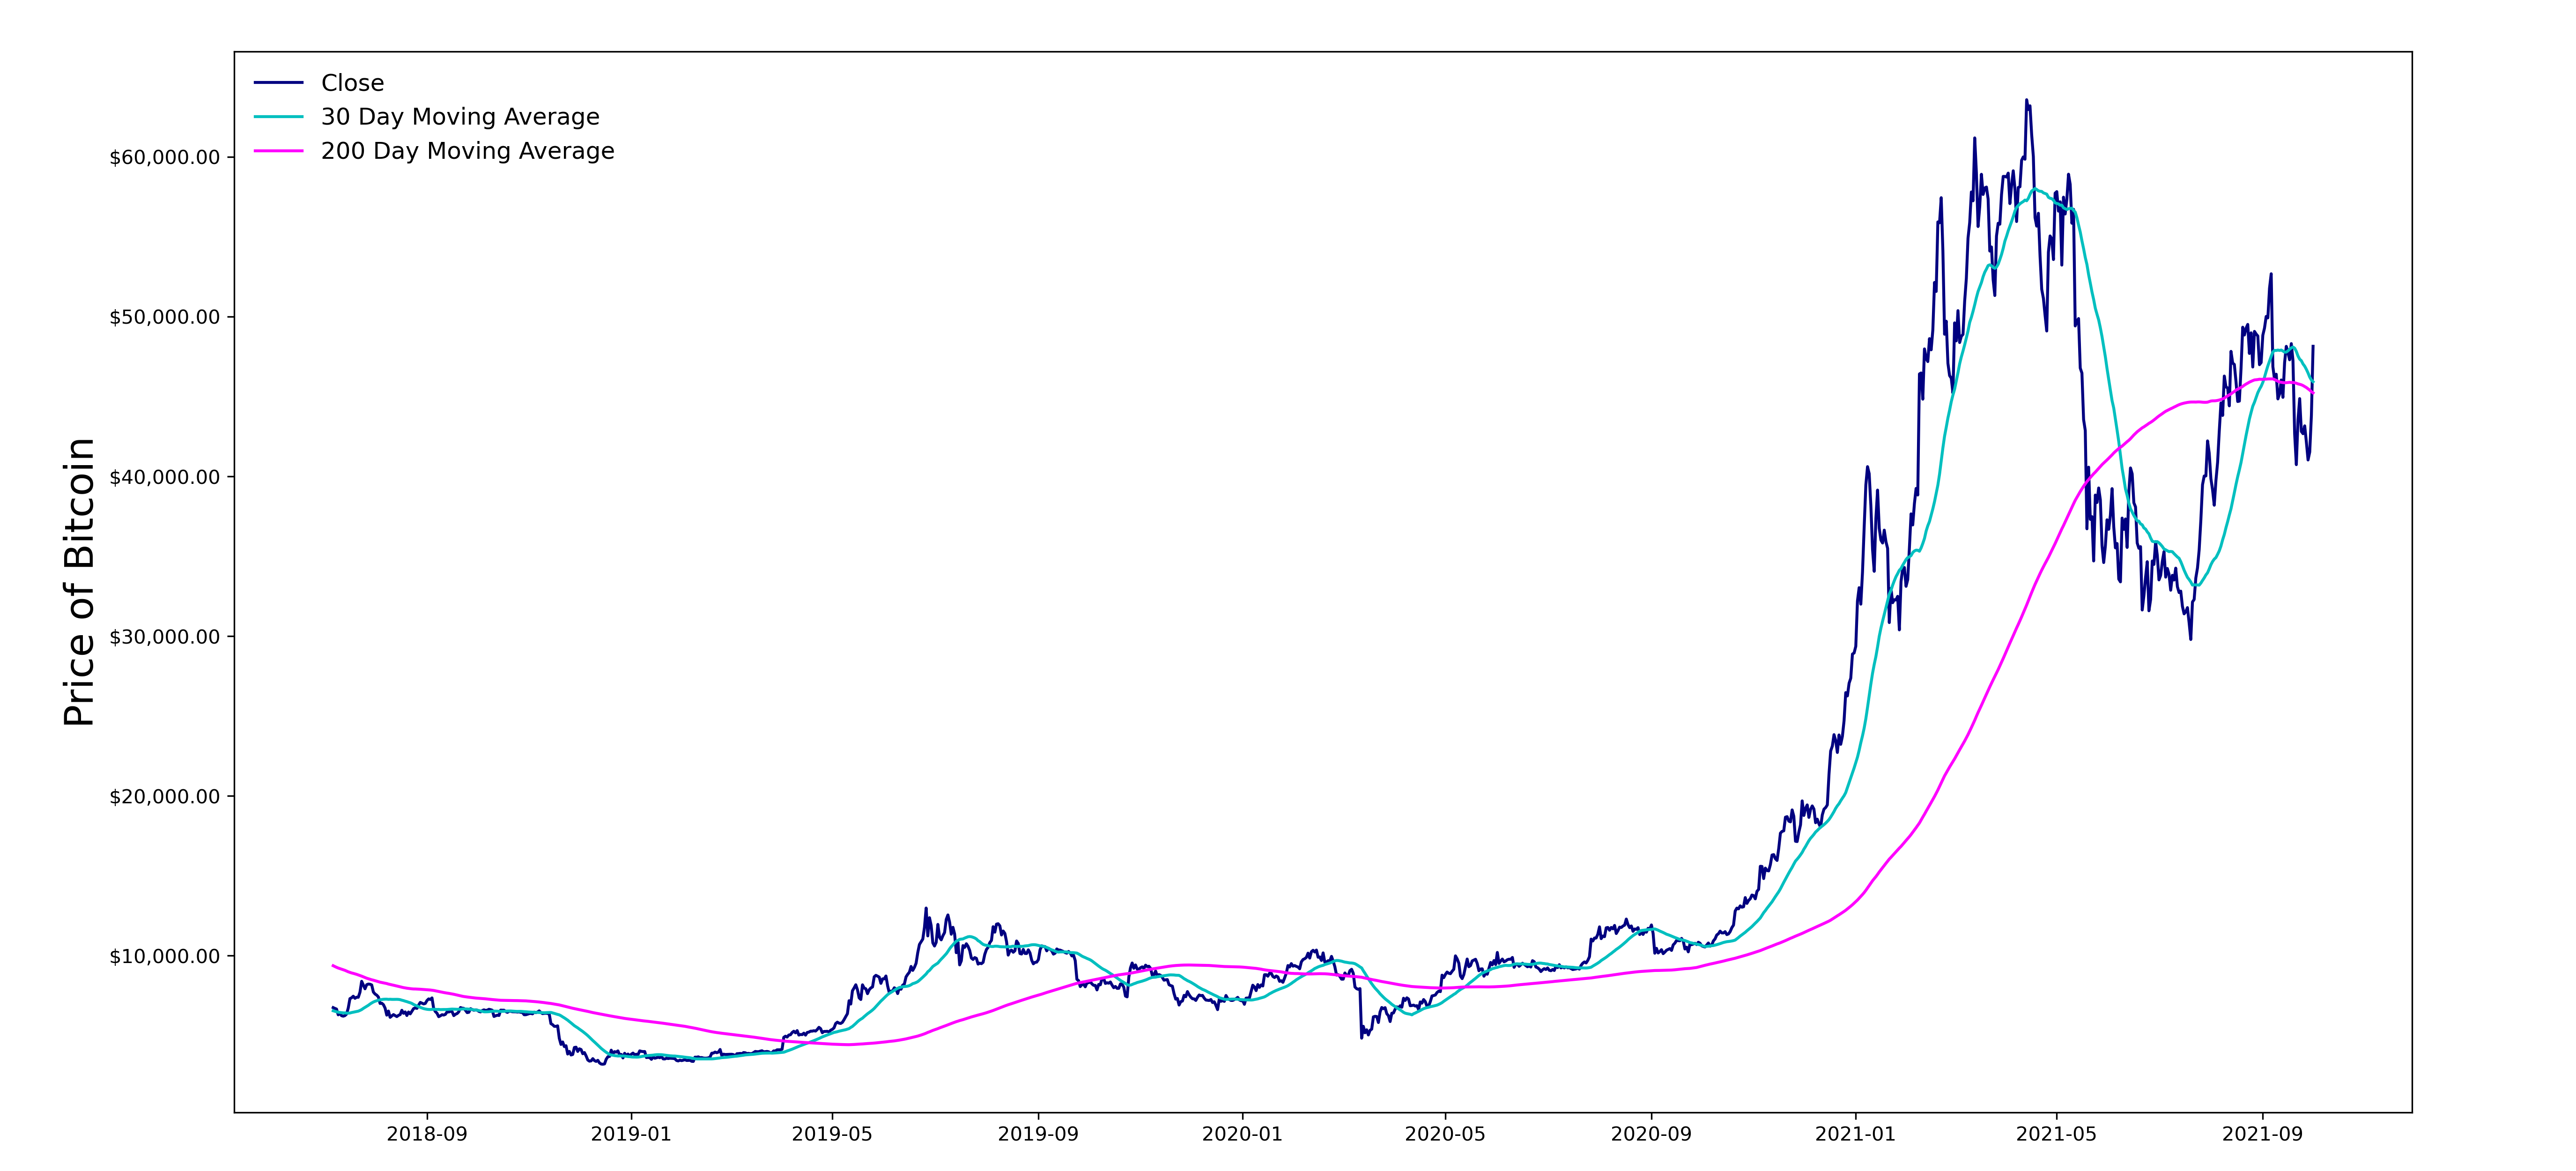 Close
30 Day Moving Average
200 Day Moving Average
Price of Bitcoin
$60,000.00
$50,000.00
$40,000.00
$30,000.00
$20,000.00
$10,000.00
2018-09 2019-01 2019-05 2019-09 2020-01 2020-05 2020-09 2021-01 2021-05 2021-09